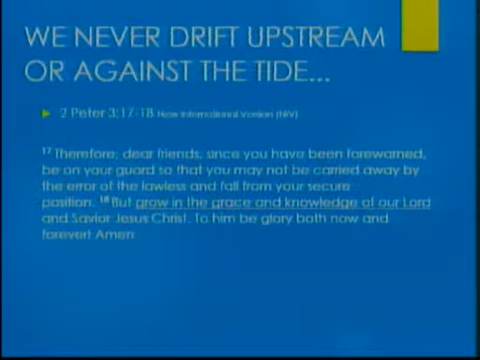 WE NEVER DRIFT UPSTREAM
OR AGAINST THE TIDE...
2 Peter 3:17-18 New International Version (NIV)
17 Therefore, dear friends, since you have been forewarned,
be on your guard so that you may not be carried away by
the error of the lawless and fall from your secure
position. 18 But grow in the grace and knowledge of our Lord
and Savior Jesus Christ. To him be glory both now and
forever! Amen